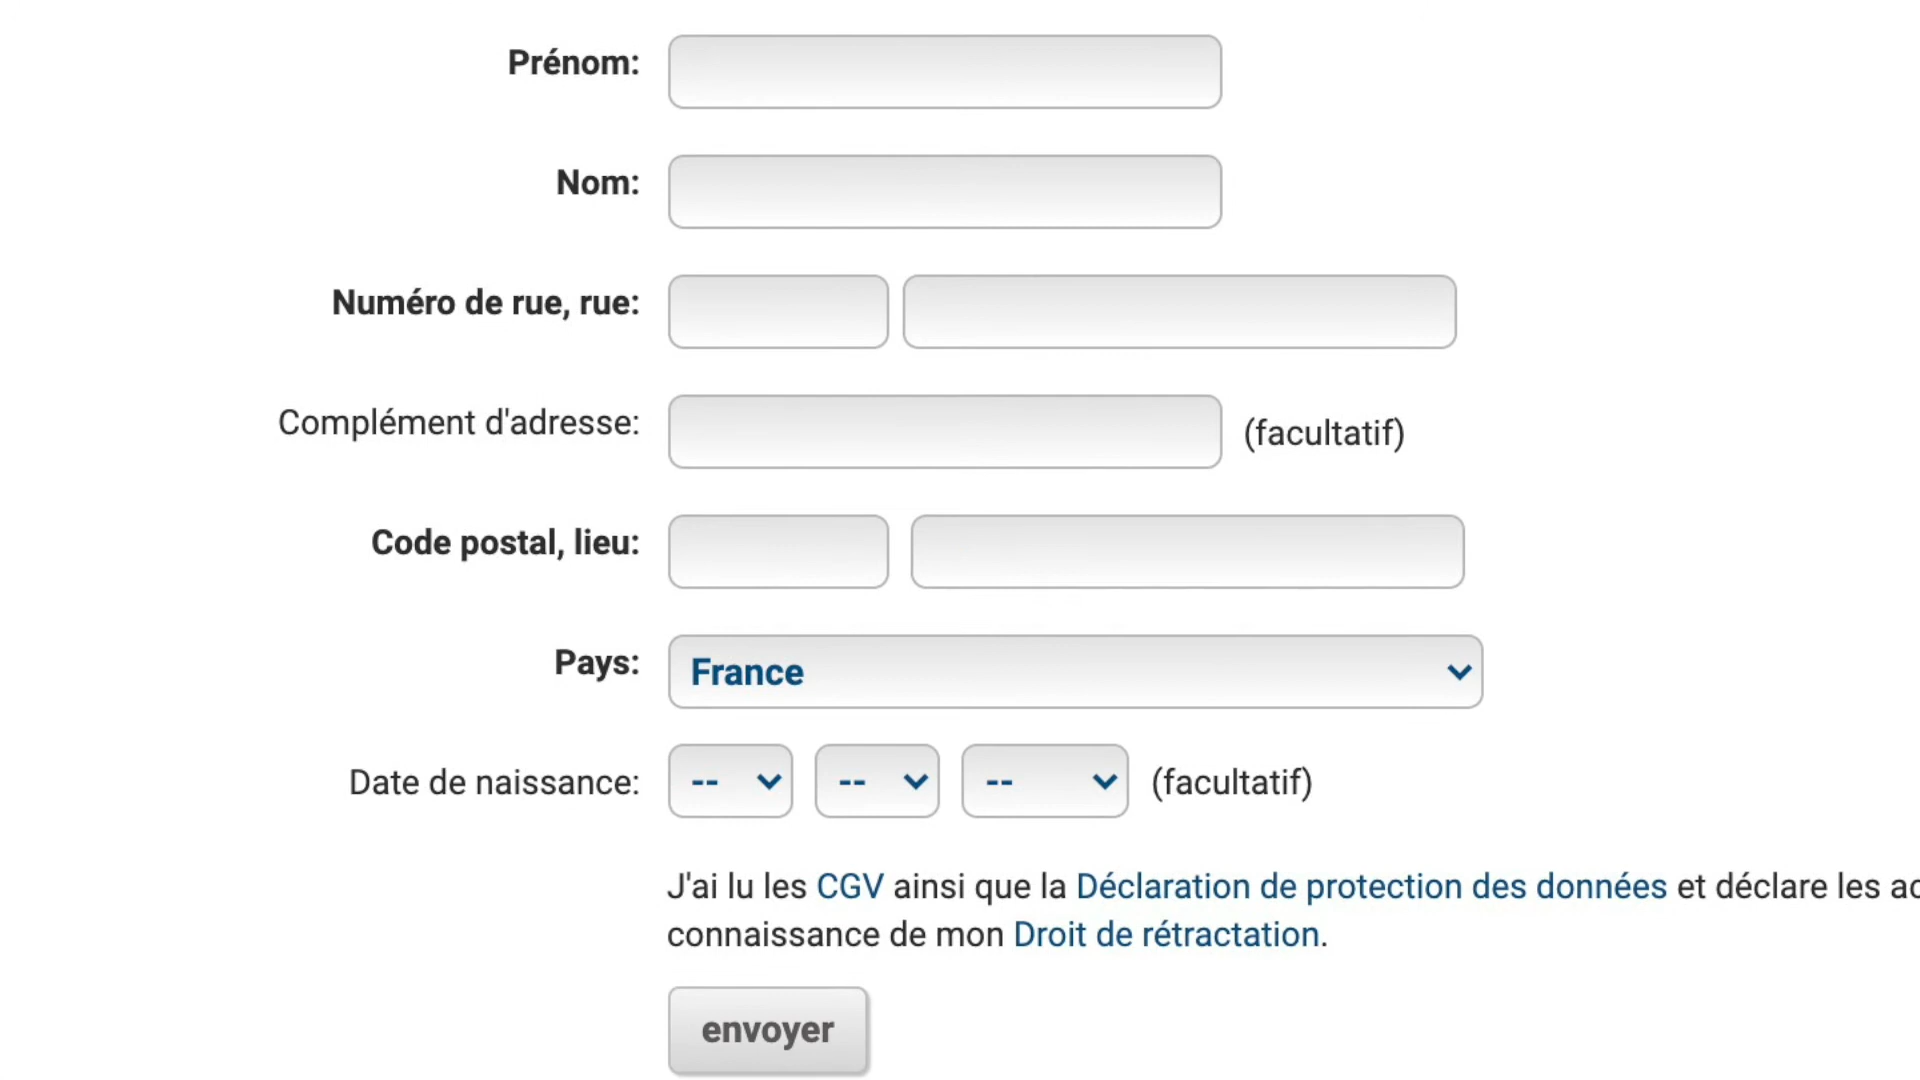 Prénom:
Nom:
Numéro de rue, rue:
Complément d'adresse: (facultatif)
Code postal, lieu:
Pays: France
Date de naissance: -- -- -- (facultatif)
J'ai lu les CGV ainsi que la Déclaration de protection des données et déclare les
connaissance de mon Droit de rétractation.
envoyer